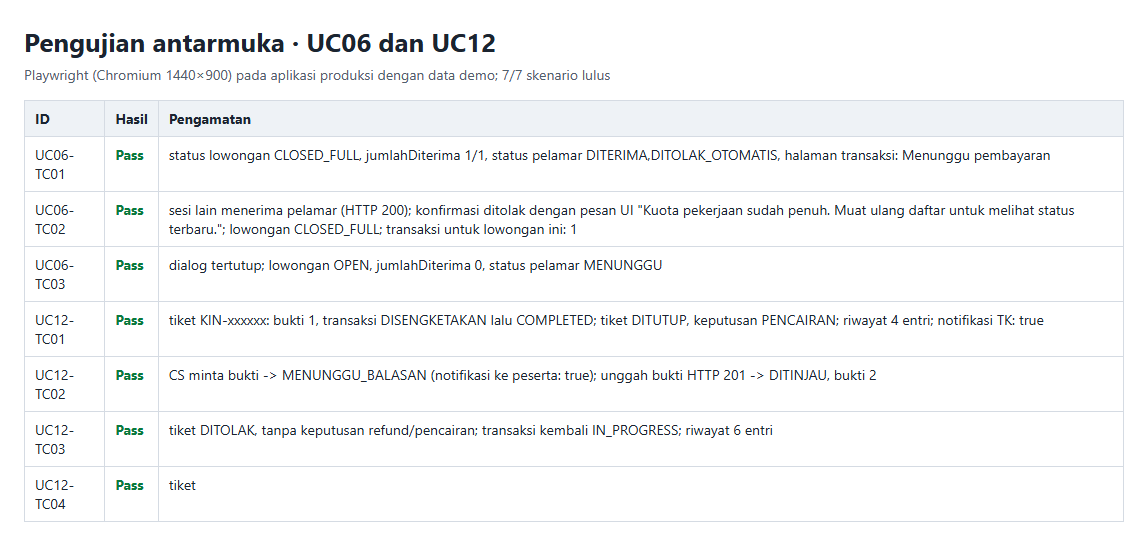 Pengujian antarmuka · UC06 dan UC12
Playwright (Chromium 1440×900) pada aplikasi produksi dengan data demo; 7/7 skenario lulus
ID Hasil Pengamatan
UC06-
TC01 Pass status lowongan CLOSED_FULL, jumlahDiterima 1/1, status pelamar DITERIMA,DITOLAK_OTOMATIS, halaman transaksi: Menunggu pembayaran
UC06-
TC02 Pass sesi lain menerima pelamar (HTTP 200); konfirmasi ditolak dengan pesan UI "Kuota pekerjaan sudah penuh. Muat ulang daftar untuk melihat status
terbaru."; lowongan CLOSED_FULL; transaksi untuk lowongan ini: 1
UC06-
TC03 Pass dialog tertutup; lowongan OPEN, jumlahDiterima 0, status pelamar MENUNGGU
UC12-
TC01 Pass tiket KIN-xxxxxx: bukti 1, transaksi DISENGKETAKAN lalu COMPLETED; tiket DITUTUP, keputusan PENCAIRAN; riwayat 4 entri; notifikasi TK: true
UC12-
TC02 Pass CS minta bukti -> MENUNGGU_BALASAN (notifikasi ke peserta: true); unggah bukti HTTP 201 -> DITINJAU, bukti 2
UC12-
TC03 Pass tiket DITOLAK, tanpa keputusan refund/pencairan; transaksi kembali IN_PROGRESS; riwayat 6 entri
UC12-
TC04 Pass tiket